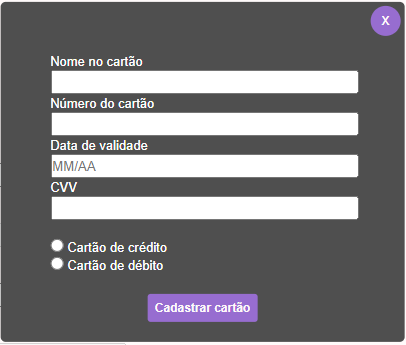 X
Nome no cartão
Número do cartão
Data de validade
MM/AA
CVV
Cartão de crédito
Cartão de débito
Cadastrar cartão